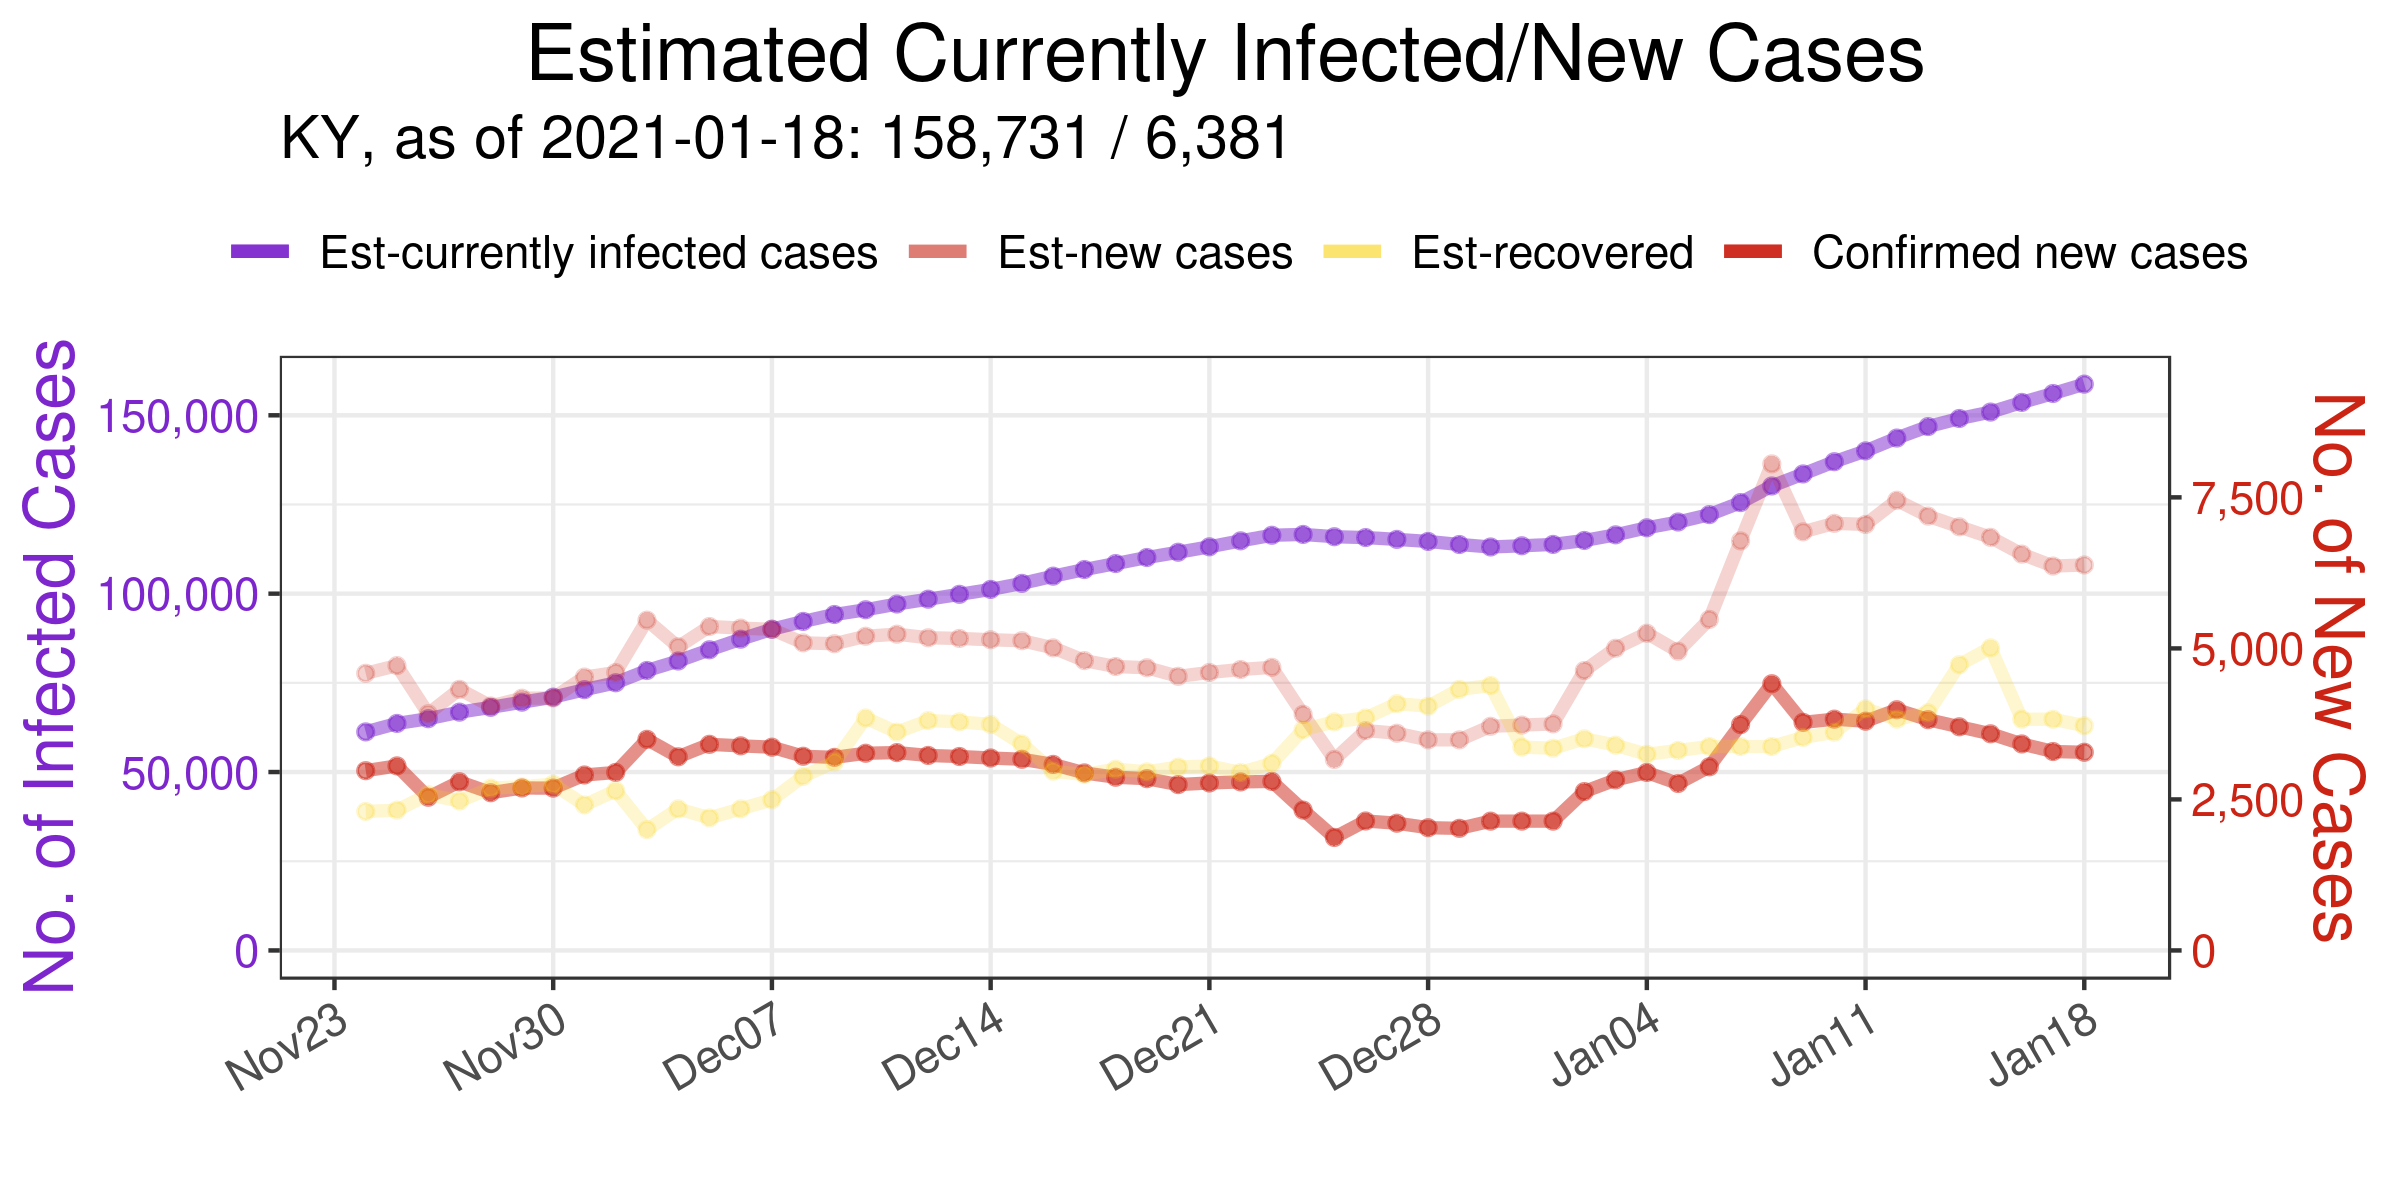 Estimated Currently Infected/New Cases
KY, as of 2021-01-18: 158,731 / 6,381
Est-currently infected cases Est-new cases Est-recovered Confirmed new cases
No. of Infected Cases
150,000
100,000
50,000
0
7,500
5,000
2,500
0
No. of New Cases
Nov23 Nov30 Dec07 Dec14 Dec21 Dec28 Jan04 Jan11 Jan18